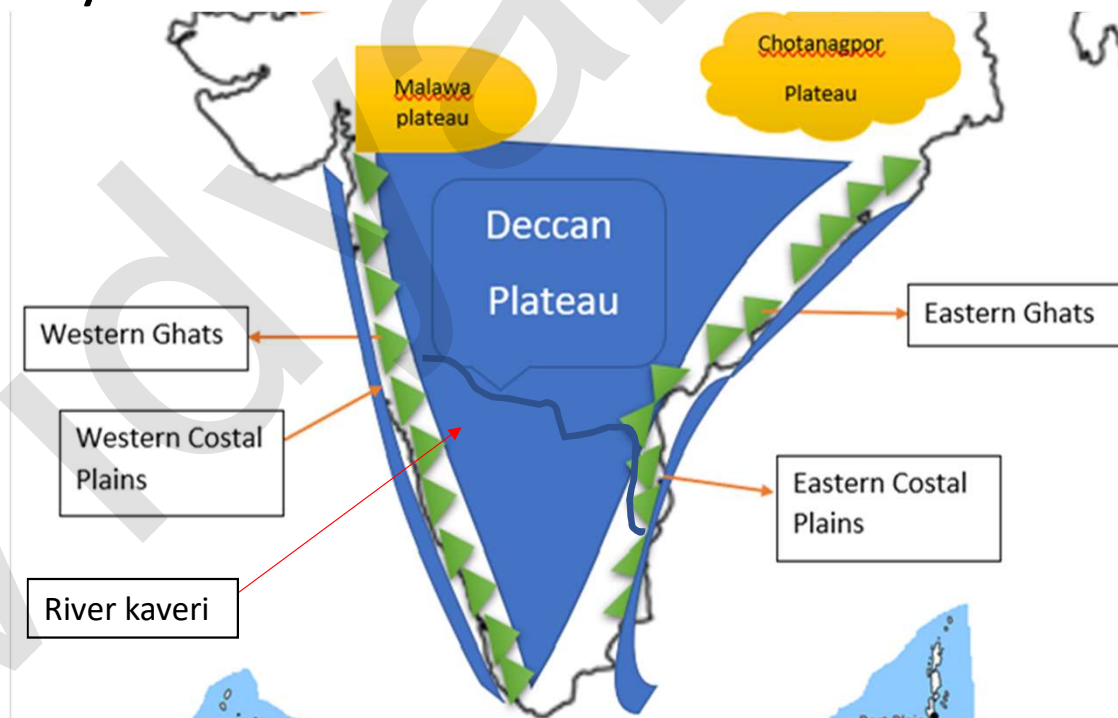 Chotanagpor
Plateau
Malawa
plateau
Deccan
Plateau
Western Ghats
Eastern Ghats
Western Costal
Plains
Eastern Costal
Plains
River kaveri